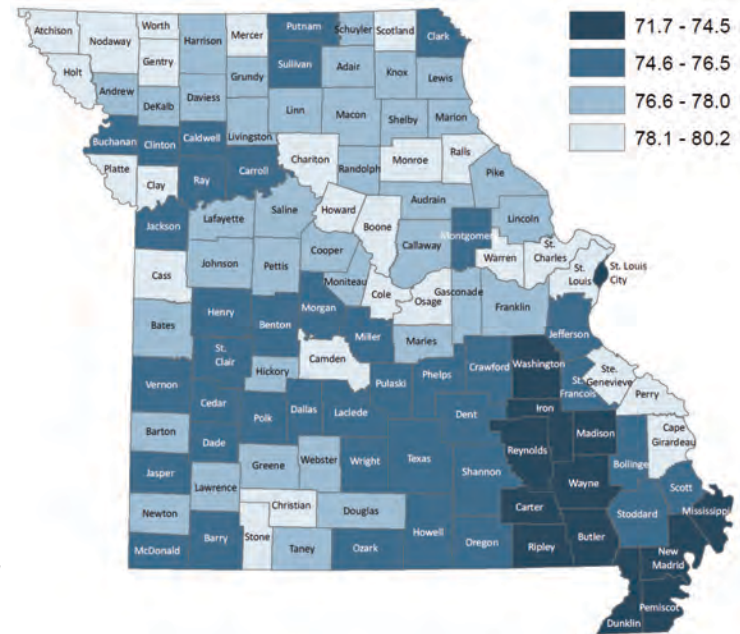 71.7 - 74.5
74.6 - 76.5
76.6 - 78.0
78.1 - 80.2
Atchison
Nodaway
Worth
Harrison
Mercer
Putnam
Schuyler
Scotland
Clark
Gentry
Holt
Sullivan
Adair
Knox
Lewis
Andrew
DeKalb
Daviess
Grundy
Linn
Macon
Shelby
Marion
Buchanan
Clinton
Caldwell
Livingston
Chariton
Randolph
Monroe
Ralls
Platte
Clay
Ray
Carroll
Pike
Audrain
Jackson
Lafayette
Saline
Howard
Boone
Callaway
Montgomer
Lincoln
Warren
St.
Charles
St.
Louis
St. Louis
City
Cass
Johnson
Pettis
Cooper
Moniteau
Cole
Osage
Gasconade
Franklin
Bates
Henry
Benton
Morgan
Miller
Maries
Jefferson
St.
Clair
Hickory
Camden
Pulaski
Phelps
Crawford
Washington
St.
Francois
Ste.
Genevieve
Perry
Vernon
Cedar
Polk
Dallas
Laclede
Dent
Iron
Madison
Cape
Girardeau
Barton
Dade
Greene
Webster
Wright
Texas
Shannon
Reynolds
Wayne
Bollinger
Scott
Jasper
Lawrence
Christian
Douglas
Carter
Stoddard
Mississippi
Newton
McDonald
Barry
Stone
Taney
Ozark
Howell
Oregon
Ripley
Butler
New
Madrid
Pemiscot
Dunklin